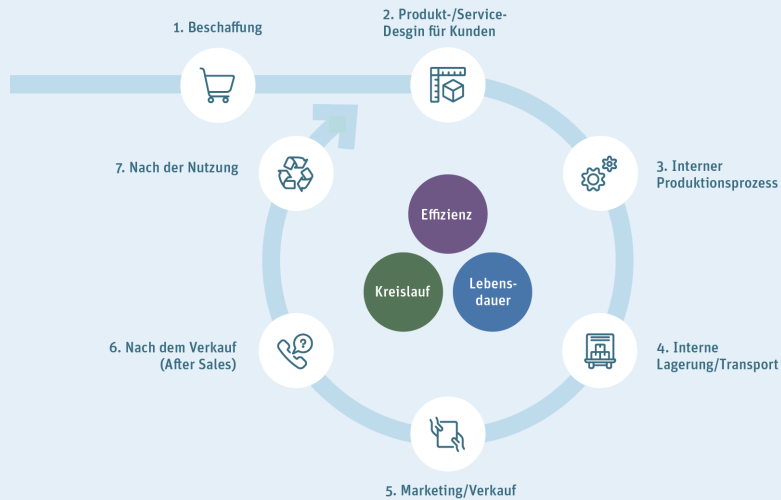 1. Beschaffung
2. Produkt-/Service-
Desgin für Kunden
3. Interner
Produktionsprozess
4. Interne
Lagerung/Transport
5. Marketing/Verkauf
6. Nach dem Verkauf
(After Sales)
7. Nach der Nutzung
Effizienz
Kreislauf
Lebens-
dauer
?